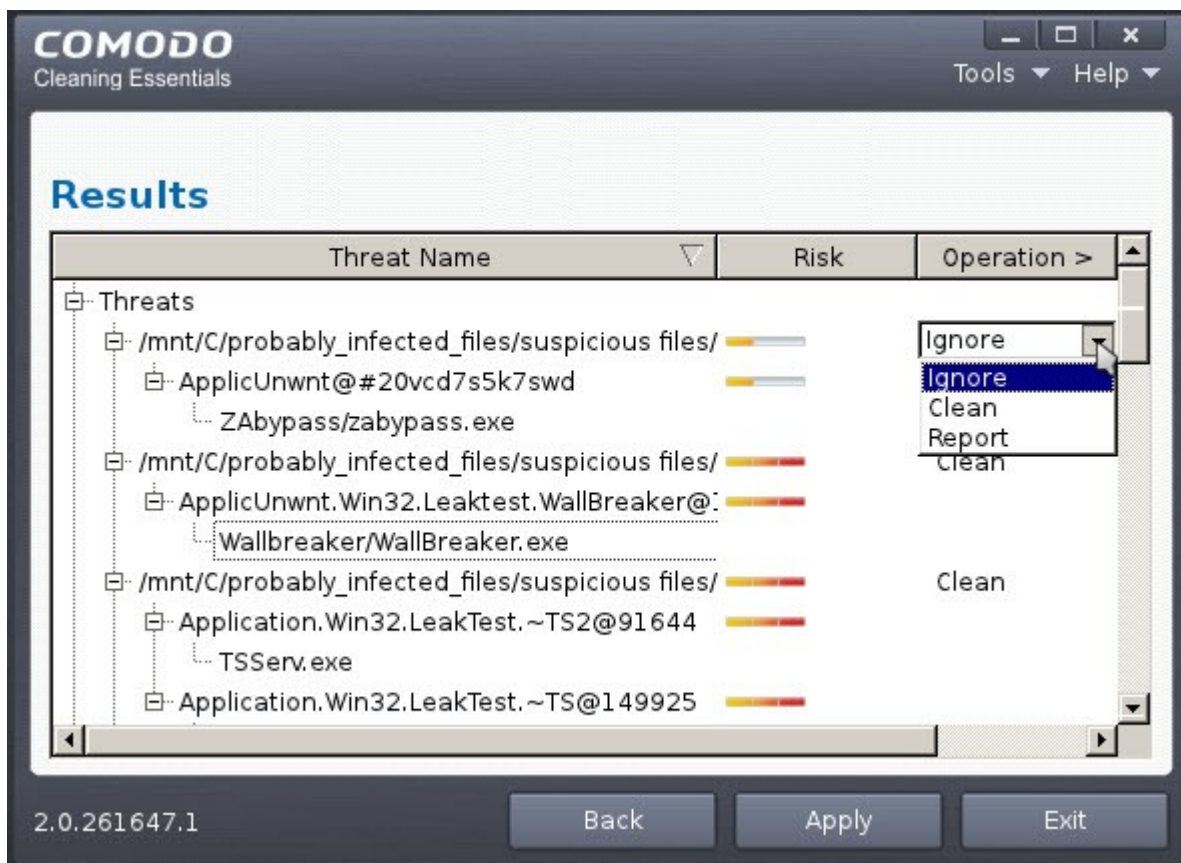 COMODO
Cleaning Essentials
Tools Help
Results
Threat Name Risk Operation >
Threats
/mnt/C/probably_infected_files/suspicious files/ Ignore
Ignore
ApplicUnwnt@#20vcd7s5k7swd
Clean
ZAbypass/zabypass.exe
Report
/mnt/C/probably_infected_files/suspicious files/ Clean
ApplicUnwnt.Win32.Leaktest.WallBreaker@
Wallbreaker/WallBreaker.exe
/mnt/C/probably_infected_files/suspicious files/ Clean
Application.Win32.LeakTest.~TS2@91644
TSServ.exe
Application.Win32.LeakTest.~TS@149925
2.0.261647.1 Back Apply Exit